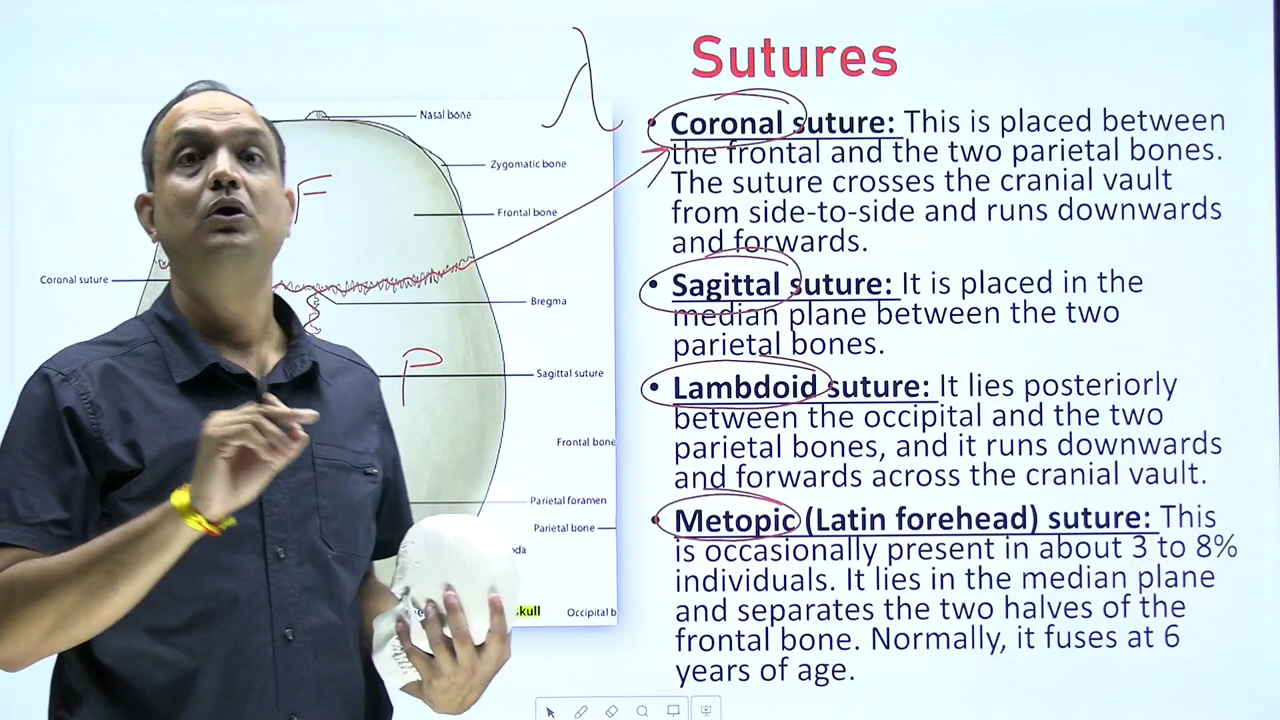 λ
Sutures
Nasal bone
Zygomatic bone
F
Frontal bone
Coronal suture
Bregma
P
Sagittal suture
Frontal bone
Parietal foramen
Parietal bone
kull
Occipital b
• Coronal suture: This is placed between
the frontal and the two parietal bones.
The suture crosses the cranial vault
from side-to-side and runs downwards
and forwards.
• Sagittal suture: It is placed in the
median plane between the two
parietal bones.
• Lambdoid suture: It lies posteriorly
between the occipital and the two
parietal bones, and it runs downwards
and forwards across the cranial vault.
• Metopic (Latin forehead) suture: This
is occasionally present in about 3 to 8%
individuals. It lies in the median plane
and separates the two halves of the
frontal bone. Normally, it fuses at 6
years of age.